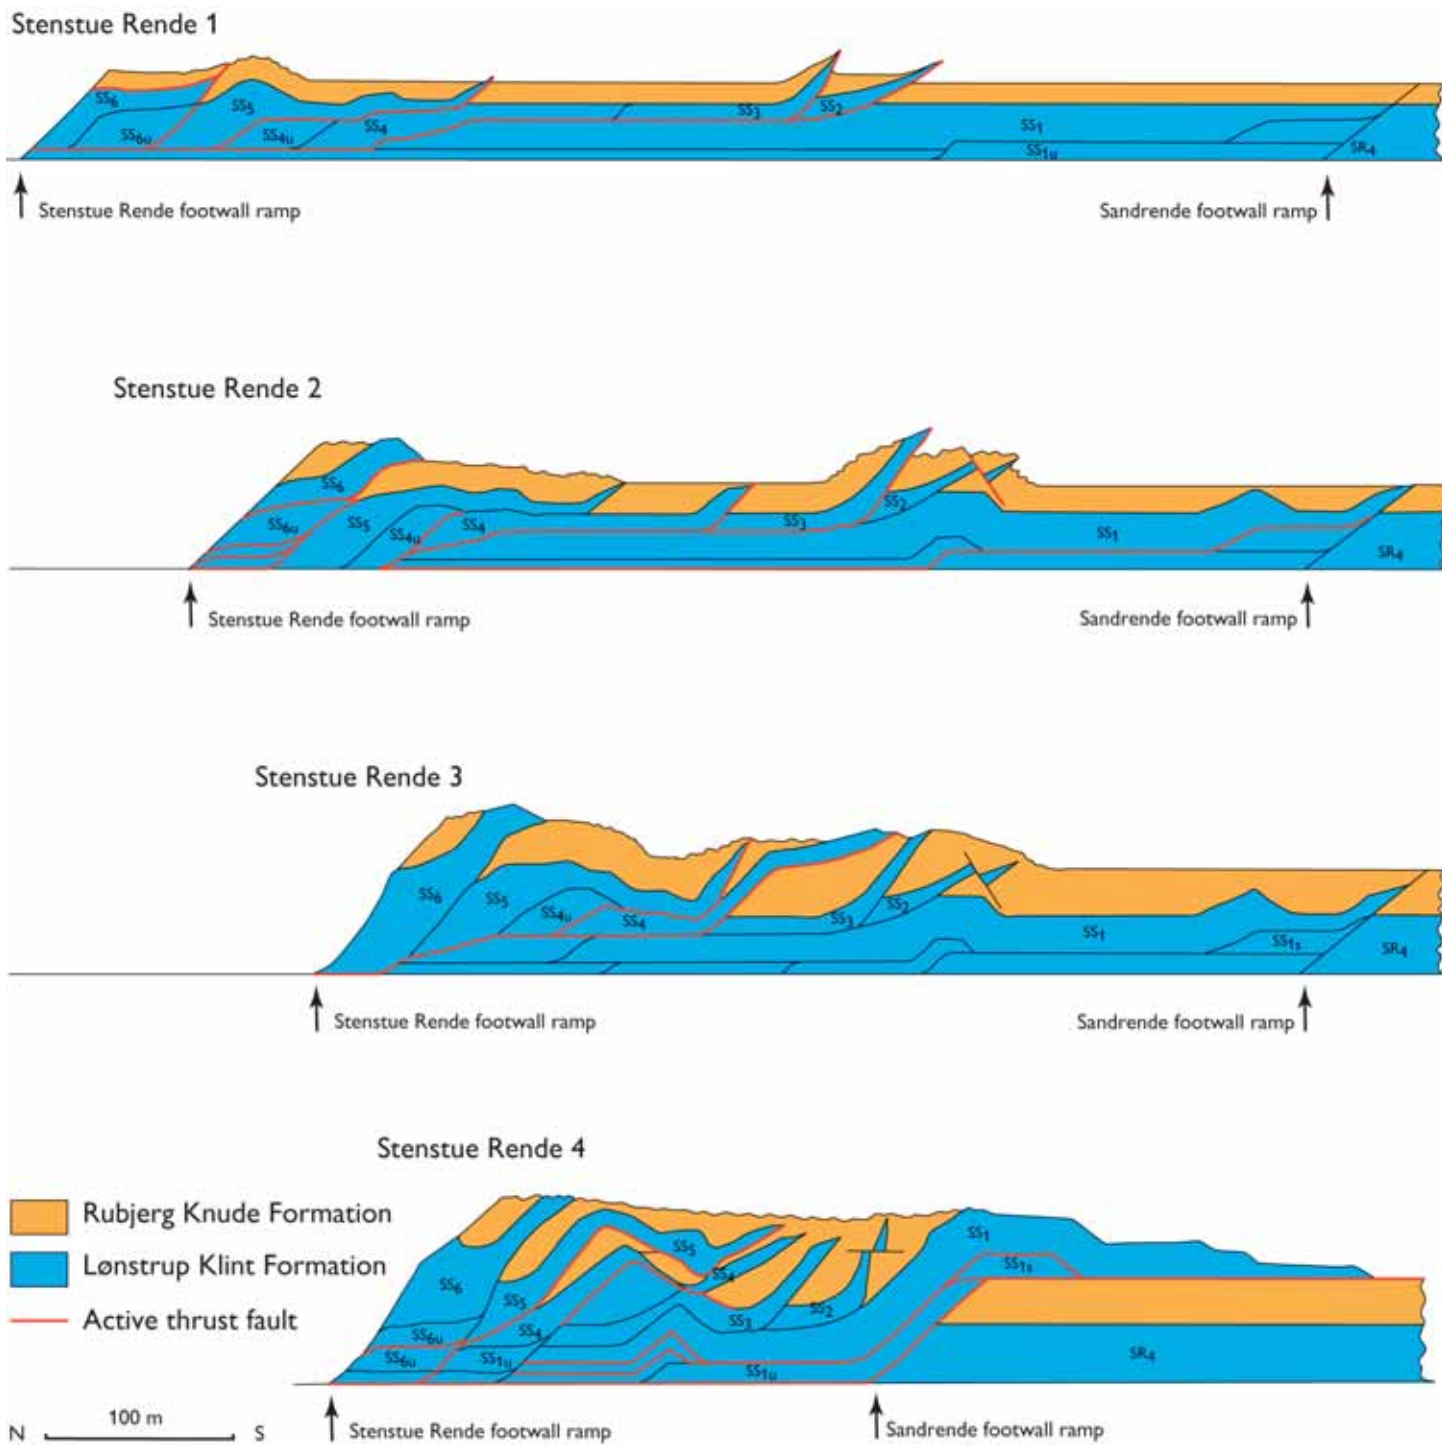 Stenstue Rende 1
SS6
SS5
SS6u
SS4u
SS4
SS3
SS2
SS1
SS1u
SR4
Stenstue Rende footwall ramp
Sandrende footwall ramp
Stenstue Rende 2
SS6
SS6u
SS5
SS4u
SS4
SS3
SS2
SS1
SR4
Stenstue Rende footwall ramp
Sandrende footwall ramp
Stenstue Rende 3
SS6
SS5
SS4u
SS4
SS3
SS2
SS1
SS1s
SR4
Stenstue Rende footwall ramp
Sandrende footwall ramp
Stenstue Rende 4
Rubjerg Knude Formation
Lønstrup Klint Formation
Active thrust fault
SS6
SS5
SS5
SS4
SS1
SS1s
SS6u
SS4
SS3
SS2
SS6u
SS1u
SS1u
SR4
N 100 m S
Stenstue Rende footwall ramp
Sandrende footwall ramp